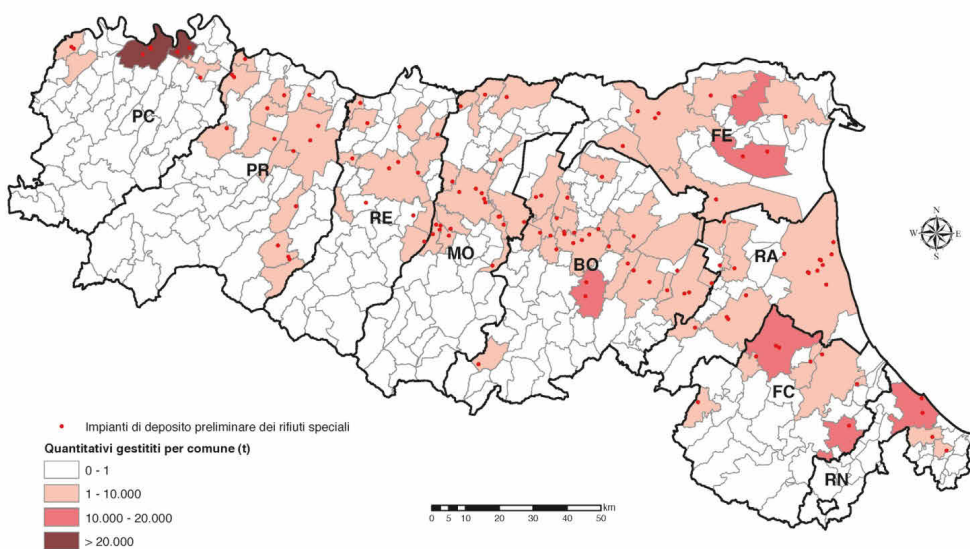 PC
PR
RE
MO
BO
FE
RA
FC
RN
N
W E
S
Impianti di deposito preliminare dei rifiuti speciali
Quantitativi gestititi per comune (t)
0 - 1
1 - 10.000
10.000 - 20.000
> 20.000
km
0 5 10 20 30 40 50